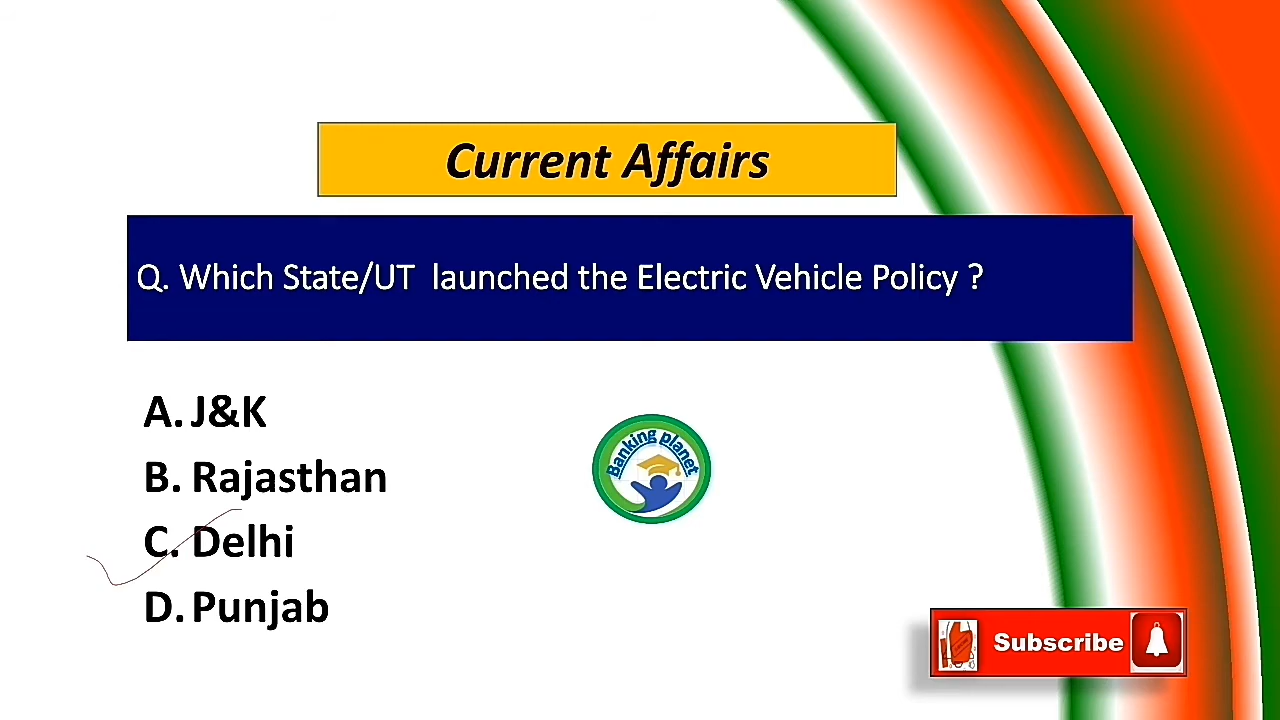 Current Affairs
Q. Which State/UT launched the Electric Vehicle Policy ?
A. J&K
B. Rajasthan
Banking planet
C. Delhi
D. Punjab
Subscribe